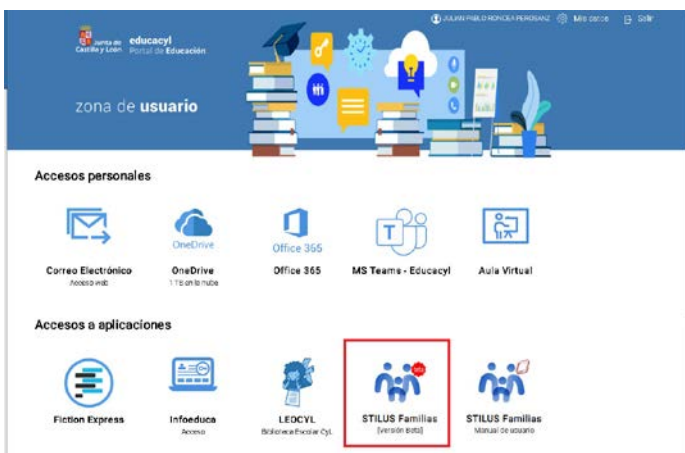 Junta de
Castilla y León
educacyl
Portal de Educación
Mis datos
Salir
zona de usuario
Accesos personales
OneDrive
Office 365
T
Correo Electrónico
Acceso web
OneDrive
1 TB en la nube
Office 365
MS Teams - Educacyl
Aula Virtual
Accesos a aplicaciones
beta
Fiction Express
Infoeduca
Acceso
LEOCYL
Biblioteca Escolar CyL
STILUS Familias
[Versión Beta]
STILUS Familias
Manual de usuario